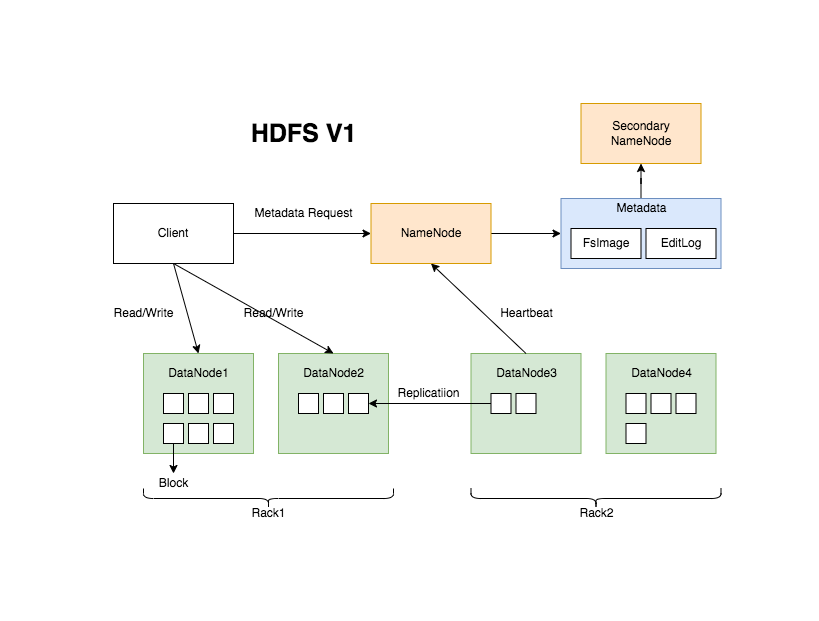 HDFS V1
Secondary
NameNode
Metadata
FsImage
EditLog
Client
Metadata Request
NameNode
Read/Write
Read/Write
Heartbeat
DataNode1
DataNode2
DataNode3
DataNode4
Replicatiion
Block
Rack1
Rack2